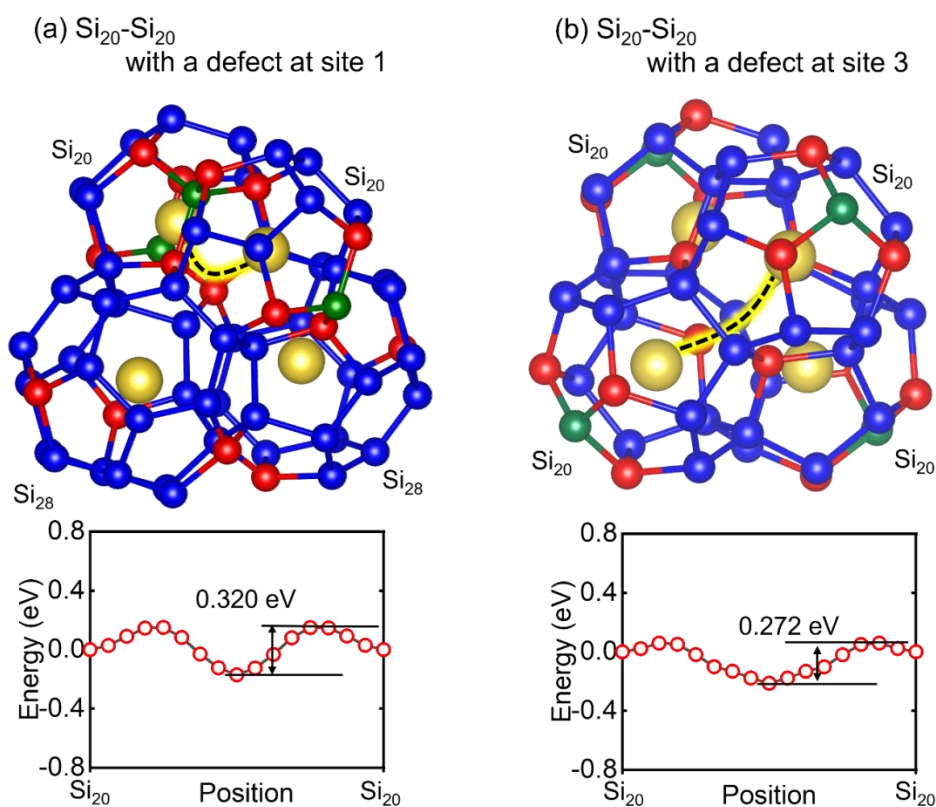 (a) Si₂₀-Si₂₀
with a defect at site 1
Si₂₀
Si₂₀
Si₂₈
Si₂₈
0.8
0.4
0.0
-0.4
-0.8
Energy (eV)
0.320 eV
Si₂₀
Position
Si₂₀
(b) Si₂₀-Si₂₀
with a defect at site 3
Si₂₀
Si₂₀
Si₂₀
Si₂₀
0.8
0.4
0.0
-0.4
-0.8
Energy (eV)
0.272 eV
Si₂₀
Position
Si₂₀